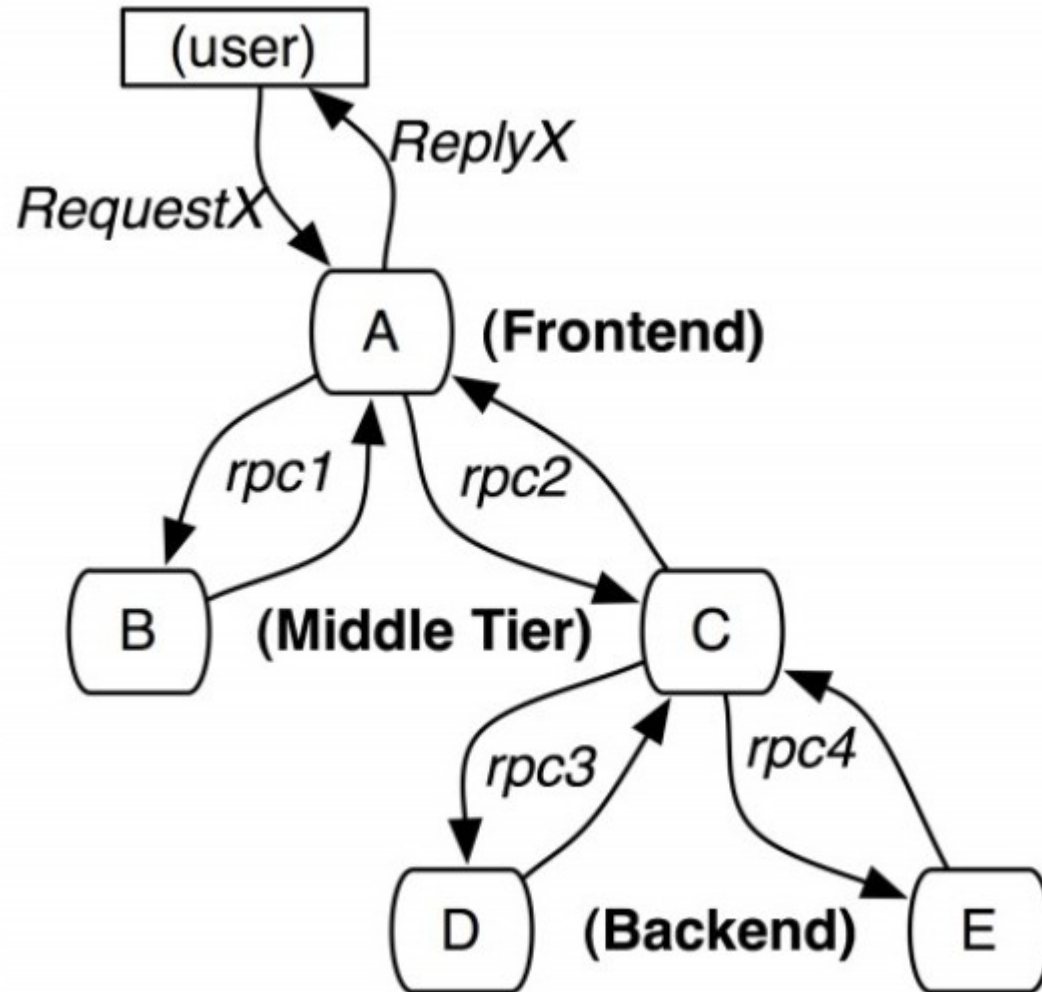 (user)
ReplyX
RequestX
A
(Frontend)
rpc1
rpc2
B
(Middle Tier)
C
rpc3
rpc4
D
(Backend)
E